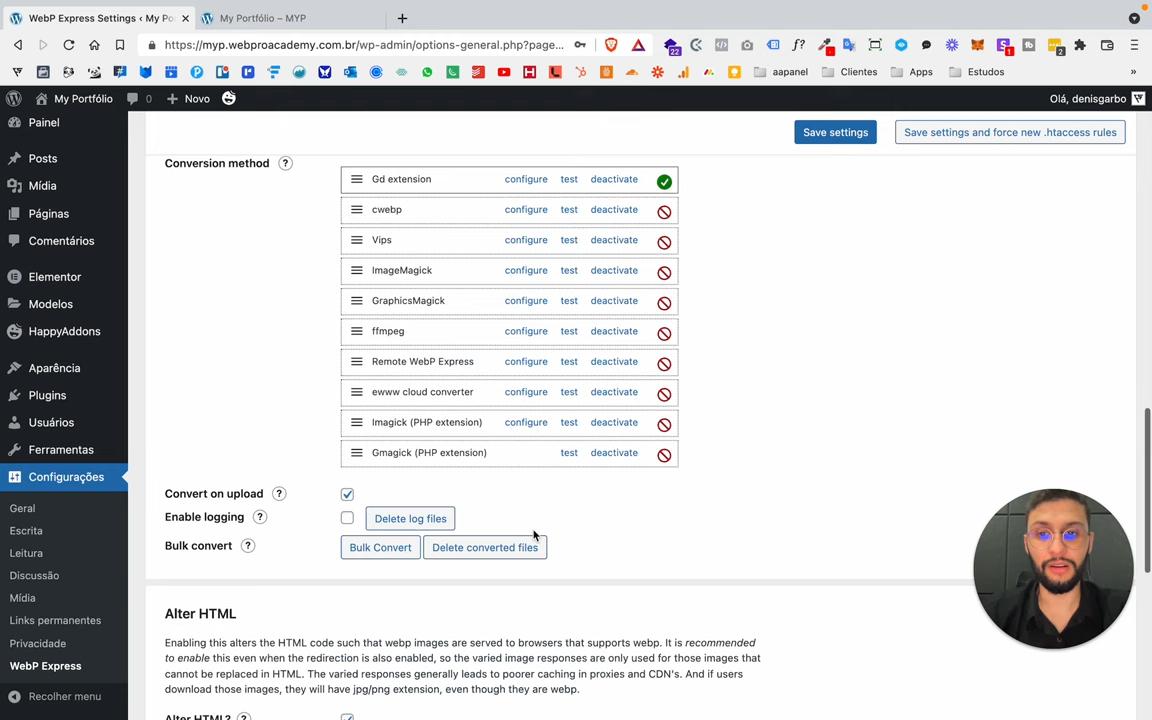 WebP Express Settings ‹ My Po
My Portfólio – MYP
https://myp.webproacademy.com.br/wp-admin/options-general.php?page...
22
1
2
aapanel
Clientes
Apps
Estudos
»
My Portfólio
0
Novo
Olá, denisgarbo
Save settings
Save settings and force new .htaccess rules
Painel
Posts
Mídia
Páginas
Comentários
Elementor
Modelos
HappyAddons
Aparência
Plugins
Usuários
Ferramentas
Configurações
Geral
Escrita
Leitura
Discussão
Mídia
Links permanentes
Privacidade
WebP Express
Recolher menu
Conversion method ?
Gd extension configure test deactivate
cwebp configure test deactivate
Vips configure test deactivate
ImageMagick configure test deactivate
GraphicsMagick configure test deactivate
ffmpeg configure test deactivate
Remote WebP Express configure test deactivate
ewww cloud converter configure test deactivate
Imagick (PHP extension) configure test deactivate
Gmagick (PHP extension) test deactivate
Convert on upload ?
Enable logging ? Delete log files
Bulk convert ? Bulk Convert Delete converted files
Alter HTML
Enabling this alters the HTML code such that webp images are served to browsers that supports webp. It is recommended
to enable this even when the redirection is also enabled, so the varied image responses are only used for those images that
cannot be replaced in HTML. The varied responses generally leads to poorer caching in proxies and CDN's. And if users
download those images, they will have jpg/png extension, even though they are webp.
Alter HTML? ?